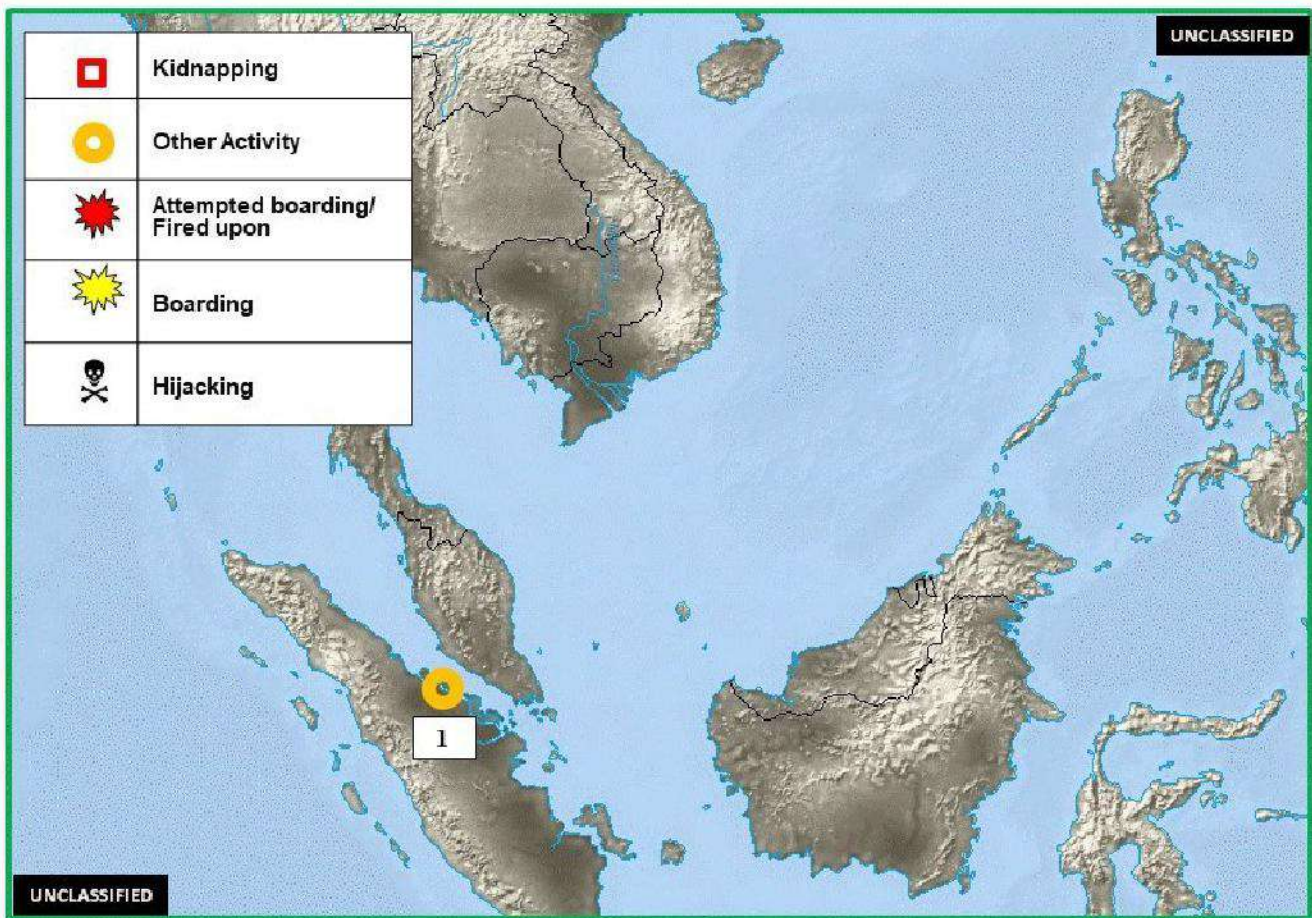 UNCLASSIFIED
Kidnapping
Other Activity
Attempted boarding/
Fired upon
Boarding
Hijacking
1
UNCLASSIFIED